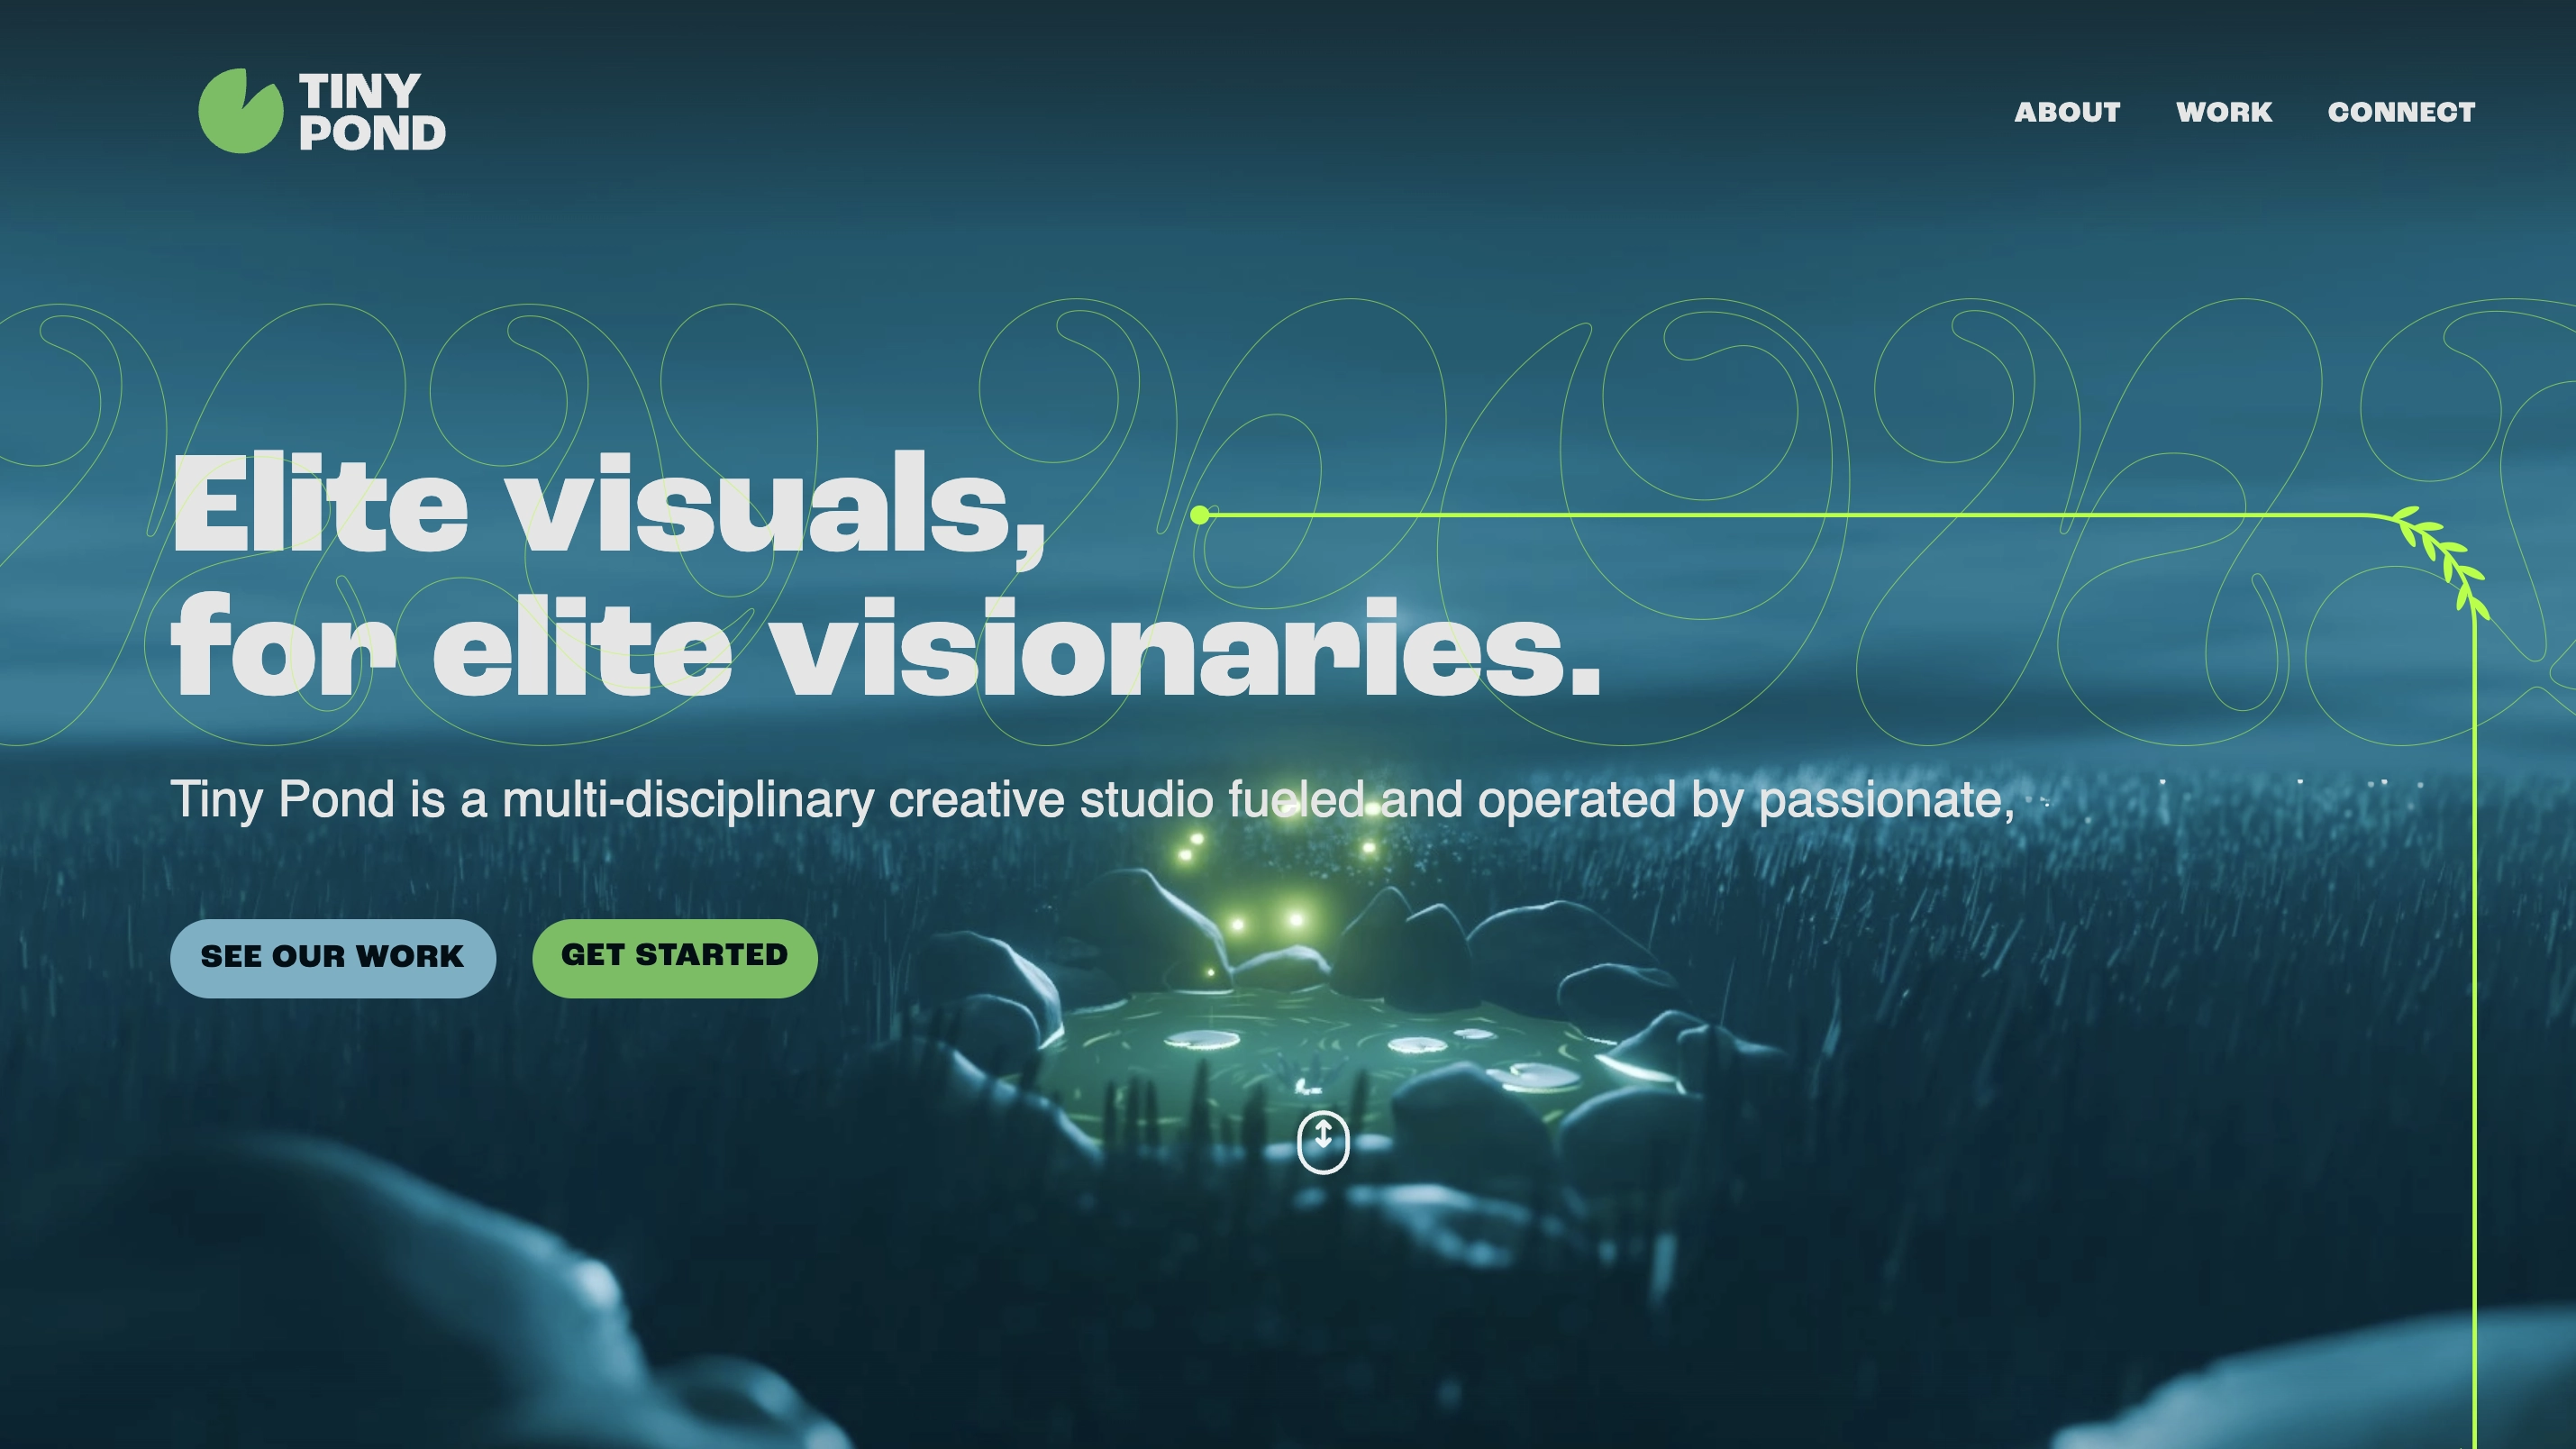 TINY
POND
ABOUT WORK CONNECT
Elite visuals,
for elite visionaries.
Tiny Pond is a multi-disciplinary creative studio fueled and operated by passionate,
SEE OUR WORK
GET STARTED